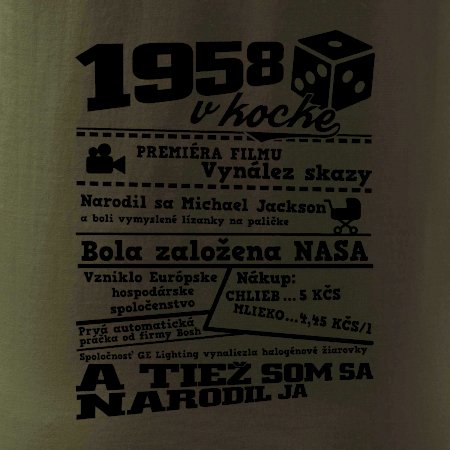 1958
v kocke
PREMIÉRA FILMU
Vynález skazy
Narodil sa Michael Jackson
a boli vymyslené lízanky na paličke
Bola založena NASA
Vzniklo Európske
hospodárske
spoločenstvo
Nákup:
CHLIEB ... 5 KČS
MLIEKO...4,45 KČS/l
Prvá automatická
práčka od firmy Bosh
Spoločnosť GE Lighting vynaliezla halogénové žiarovky
A TIEŽ SOM SA
NARODIL JA